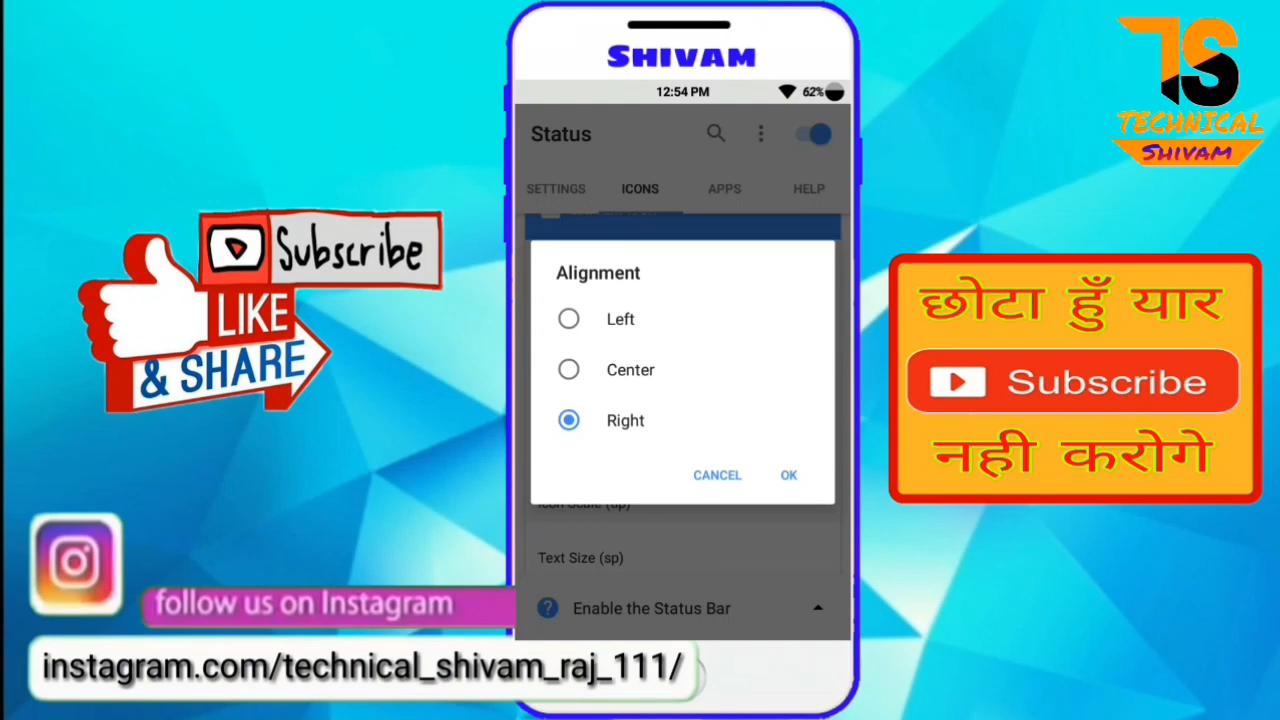 SHIVAM
12:54 PM
62%
Status
SETTINGS
ICONS
APPS
HELP
Alignment
Left
Center
Right
CANCEL
OK
Text Size (sp)
Enable the Status Bar
Subscribe
LIKE
& SHARE
follow us on Instagram
instagram.com/technical_shivam_raj_111/
TS
TECHNICAL
SHIVAM
छोटा हुँ यार
Subscribe
नही करोगे